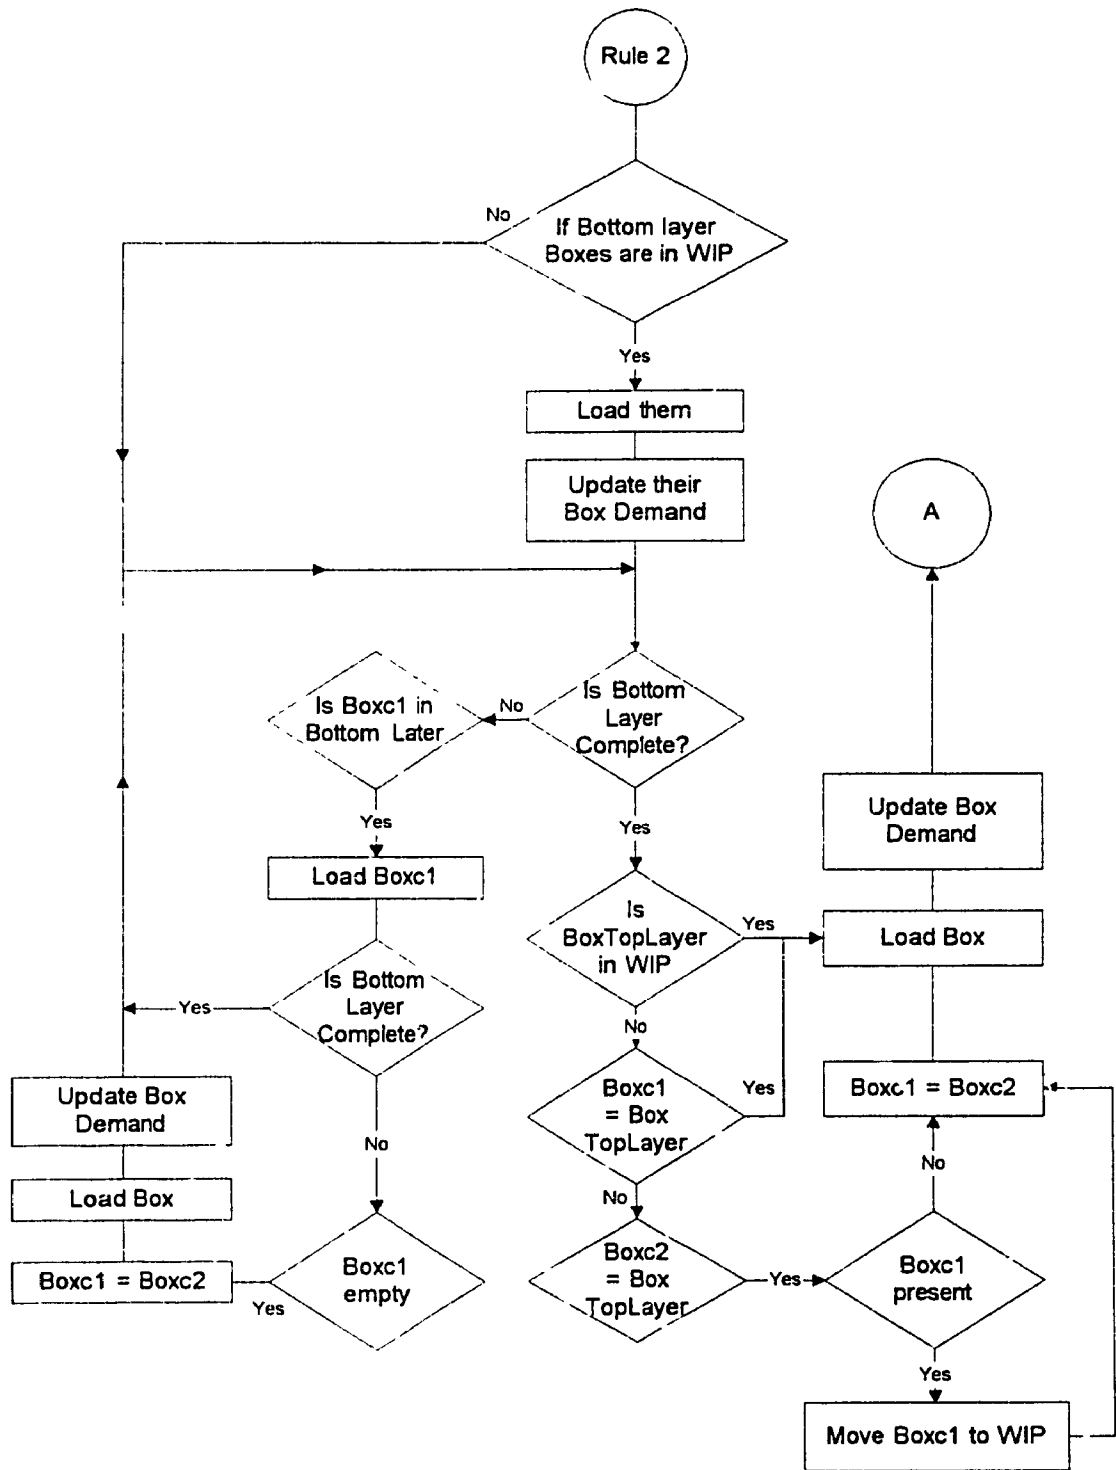 Rule 2
No
If Bottom layer
Boxes are in WIP
Yes
Load them
Update their
Box Demand
A
Is Boxc1 in
Bottom Later
No
Is Bottom
Layer
Complete?
Yes
Load Boxc1
Yes
Update Box
Demand
Is
BoxTopLayer
in WIP
Yes
Load Box
Is Bottom
Layer
Complete?
Yes
No
Update Box
Demand
No
Boxc1
= Box
TopLayer
Yes
Boxc1 = Boxc2
Load Box
No
No
Boxc1 = Boxc2
Yes
Boxc1
empty
Boxc2
= Box
TopLayer
Yes
Boxc1
present
Yes
Move Boxc1 to WIP